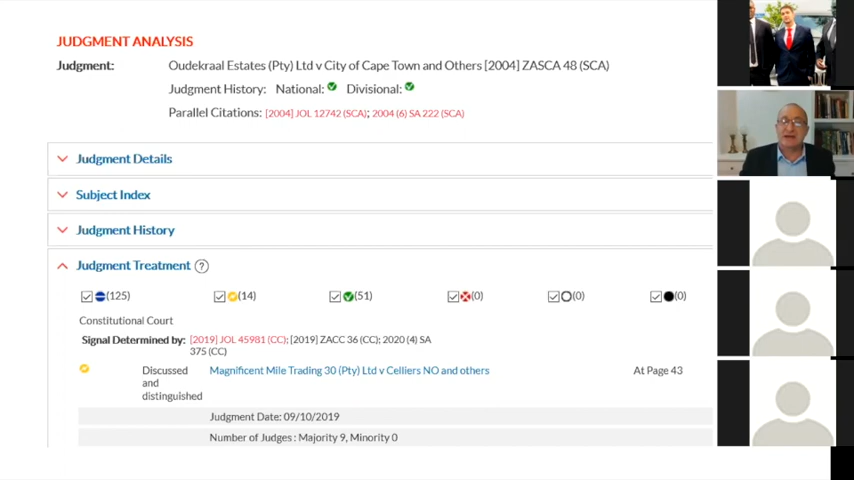 JUDGMENT ANALYSIS
Judgment: Oudekraal Estates (Pty) Ltd v City of Cape Town and Others [2004] ZASCA 48 (SCA)
Judgment History: National: Divisional:
Parallel Citations: [2004] JOL 12742 (SCA); 2004 (6) SA 222 (SCA)
Judgment Details
Subject Index
Judgment History
Judgment Treatment ?
(125) (14) (51) (0) (0) (0)
Constitutional Court
Signal Determined by: [2019] JOL 45981 (CC); [2019] ZACC 36 (CC); 2020 (4) SA
375 (CC)
Discussed Magnificent Mile Trading 30 (Pty) Ltd v Celliers NO and others At Page 43
and
distinguished
Judgment Date: 09/10/2019
Number of Judges : Majority 9, Minority 0